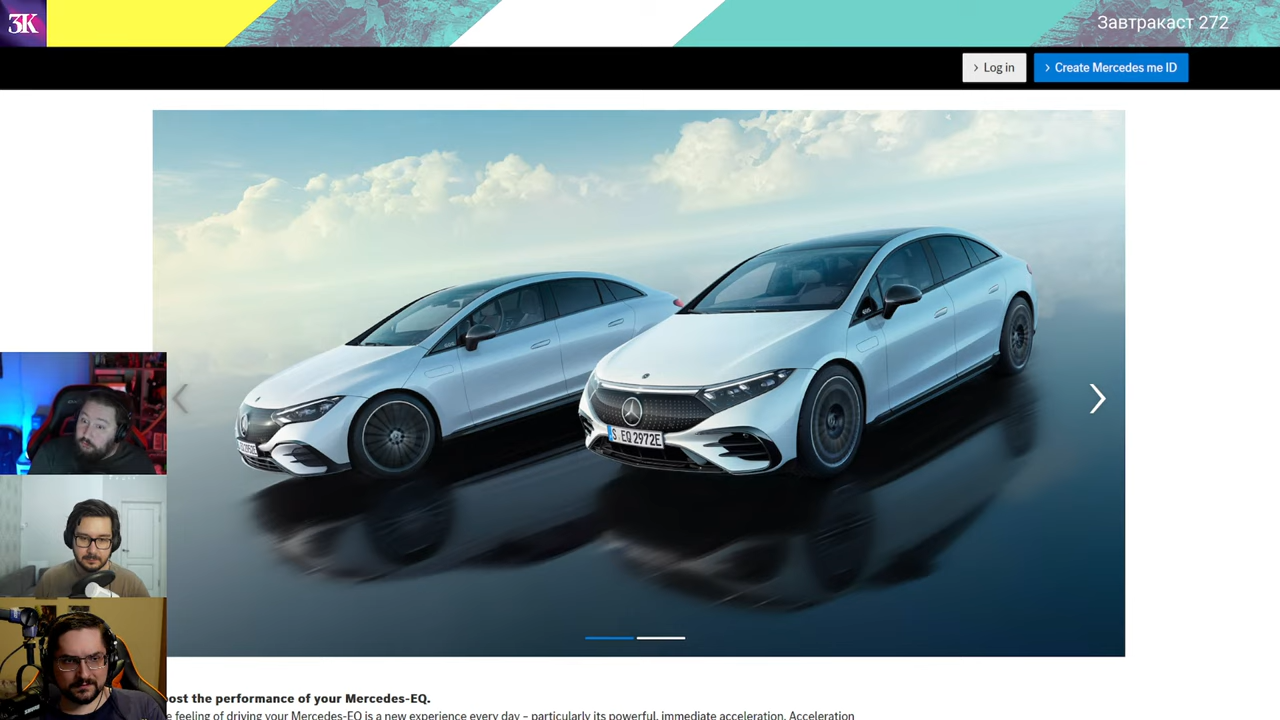 3K
Завтракаст 272
Log in
Create Mercedes me ID
S EQ 2972E
ost the performance of your Mercedes-EQ.
e feeling of driving your Mercedes-EQ is a new experience every day – particularly its powerful, immediate acceleration. Acceleration